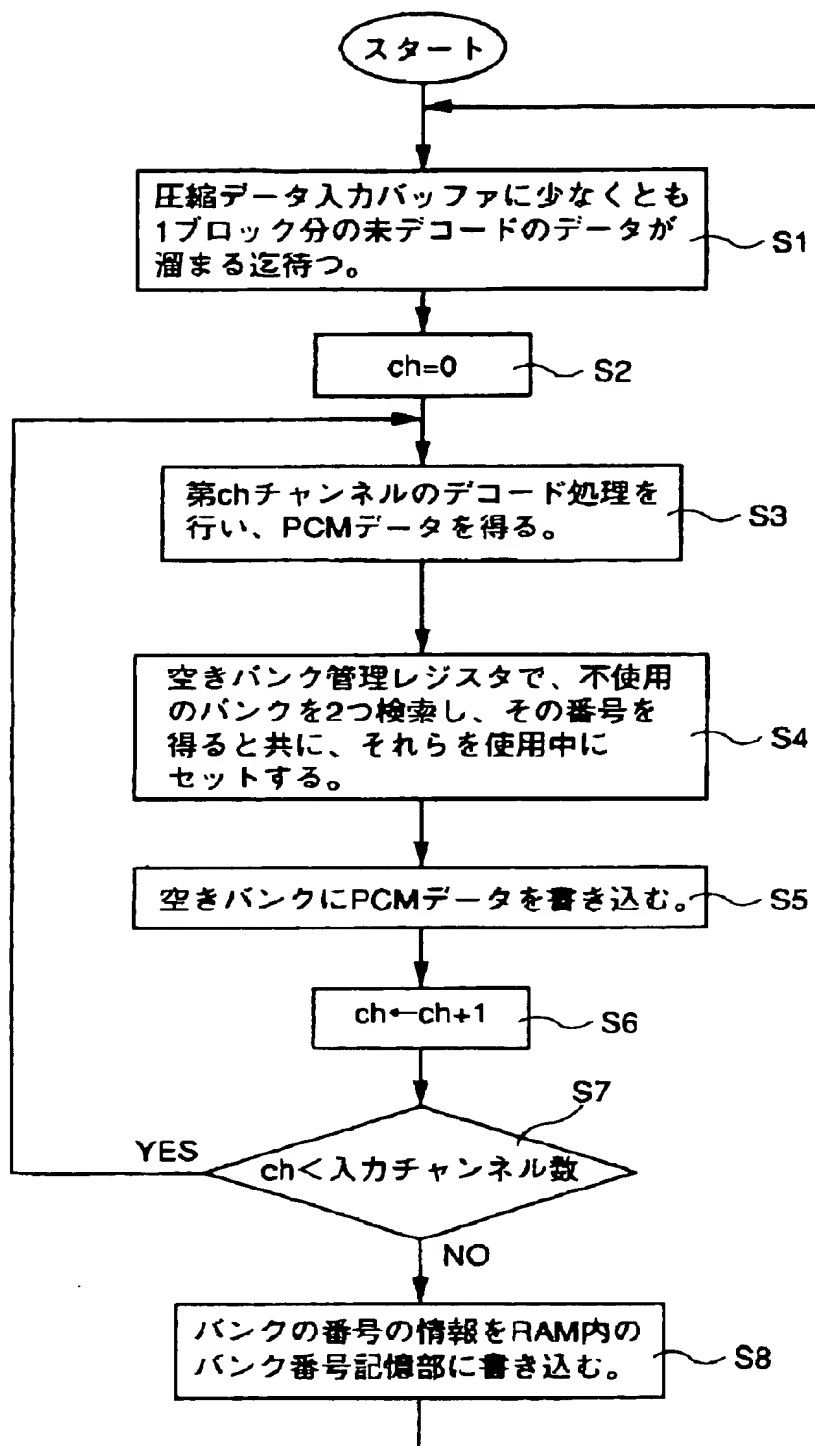 スタート
圧縮データ入力バッファに少なくとも
1ブロック分の未デコードのデータが
溜まる迄待つ。
S1
ch=0
S2
第chチャンネルのデコード処理を
行い、PCMデータを得る。
S3
空きバンク管理レジスタで、不使用
のバンクを2つ検索し、その番号を
得ると共に、それらを使用中に
セットする。
S4
空きバンクにPCMデータを書き込む。
S5
ch←ch+1
S6
S7
YES
ch<入力チャンネル数
NO
バンクの番号の情報をRAM内の
バンク番号記憶部に書き込む。
S8